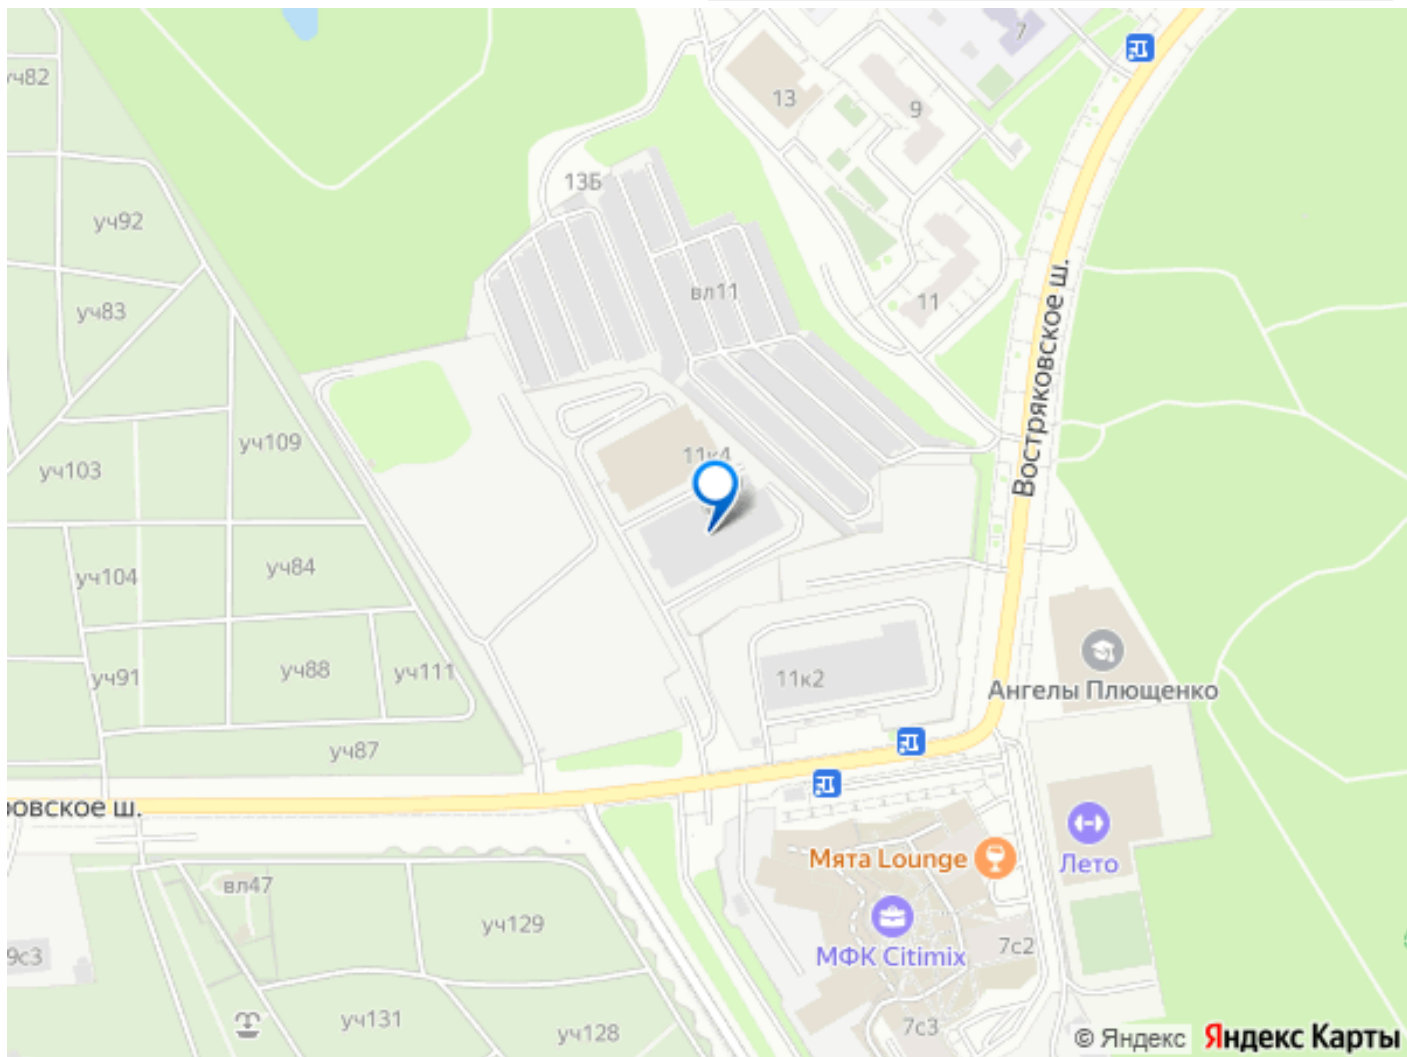 7
уч82
13
9
13Б
уч92
вл11
11
уч83
Востряковское ш.
уч109
11к4
уч103
уч84
уч104
уч88
уч111
уч91
11к2
Ангелы Плющенко
уч87
ровское ш.
Мята Lounge
Лето
вл47
уч129
7с2
9с3
МФК Citimix
уч131
7с3
уч128
© Яндекс Яндекс Карты